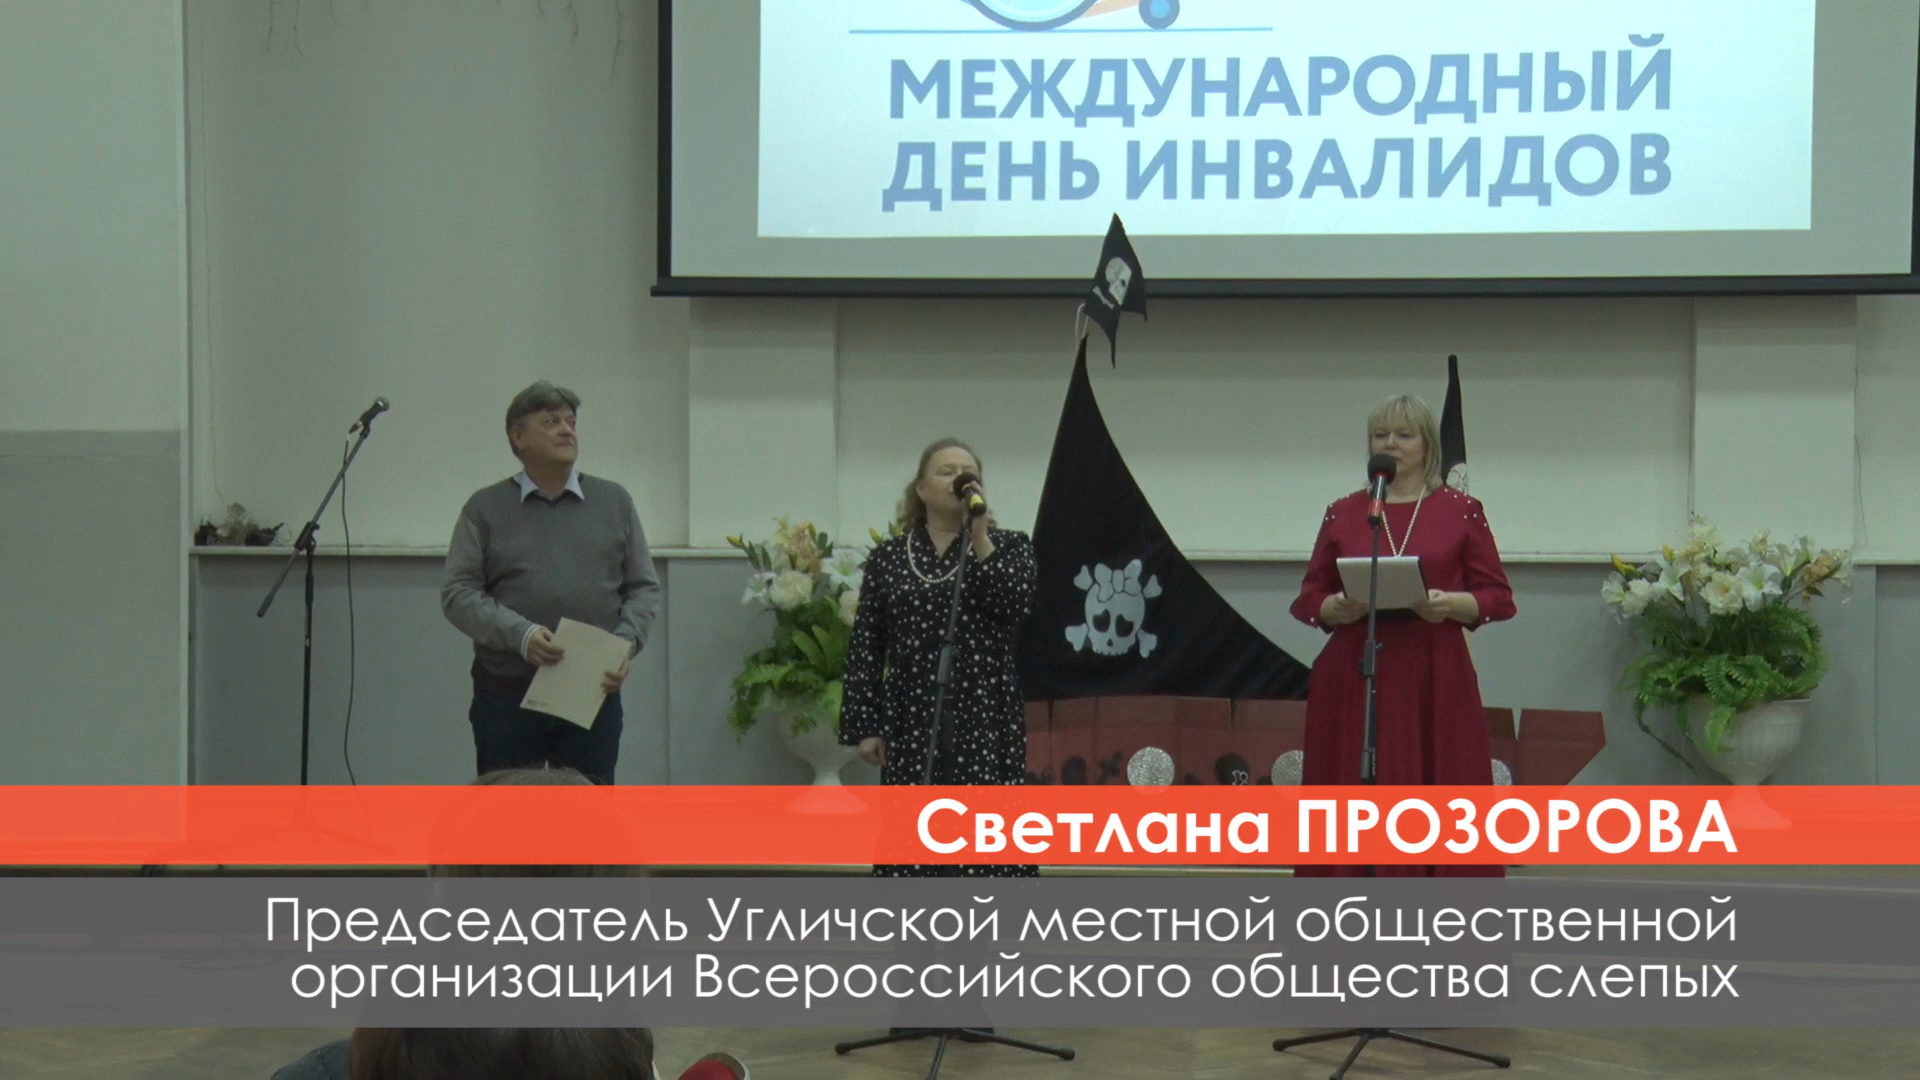 МЕЖДУНАРОДНЫЙ
ДЕНЬ ИНВАЛИДОВ
Светлана ПРОЗОРОВА
Председатель Угличской местной общественной
организации Всероссийского общества слепых